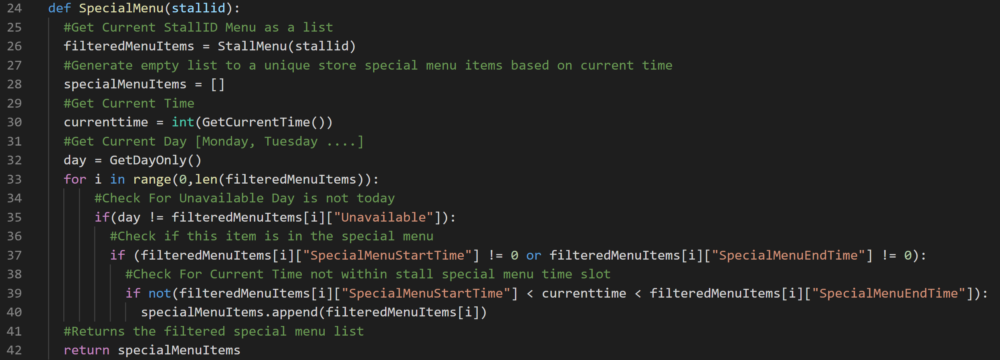 24 def SpecialMenu(stallid):
25 #Get Current StallID Menu as a list
26 filteredMenuItems = StallMenu(stallid)
27 #Generate empty list to a unique store special menu items based on current time
28 specialMenuItems = []
29 #Get Current Time
30 currenttime = int(GetCurrentTime())
31 #Get Current Day [Monday, Tuesday ....]
32 day = GetDayOnly()
33 for i in range(0,len(filteredMenuItems)):
34 #Check For Unavailable Day is not today
35 if(day != filteredMenuItems[i]["Unavailable"]):
36 #Check if this item is in the special menu
37 if (filteredMenuItems[i]["SpecialMenuStartTime"] != 0 or filteredMenuItems[i]["SpecialMenuEndTime"] != 0):
38 #Check For Current Time not within stall special menu time slot
39 if not(filteredMenuItems[i]["SpecialMenuStartTime"] < currenttime < filteredMenuItems[i]["SpecialMenuEndTime"]):
40 specialMenuItems.append(filteredMenuItems[i])
41 #Returns the filtered special menu list
42 return specialMenuItems